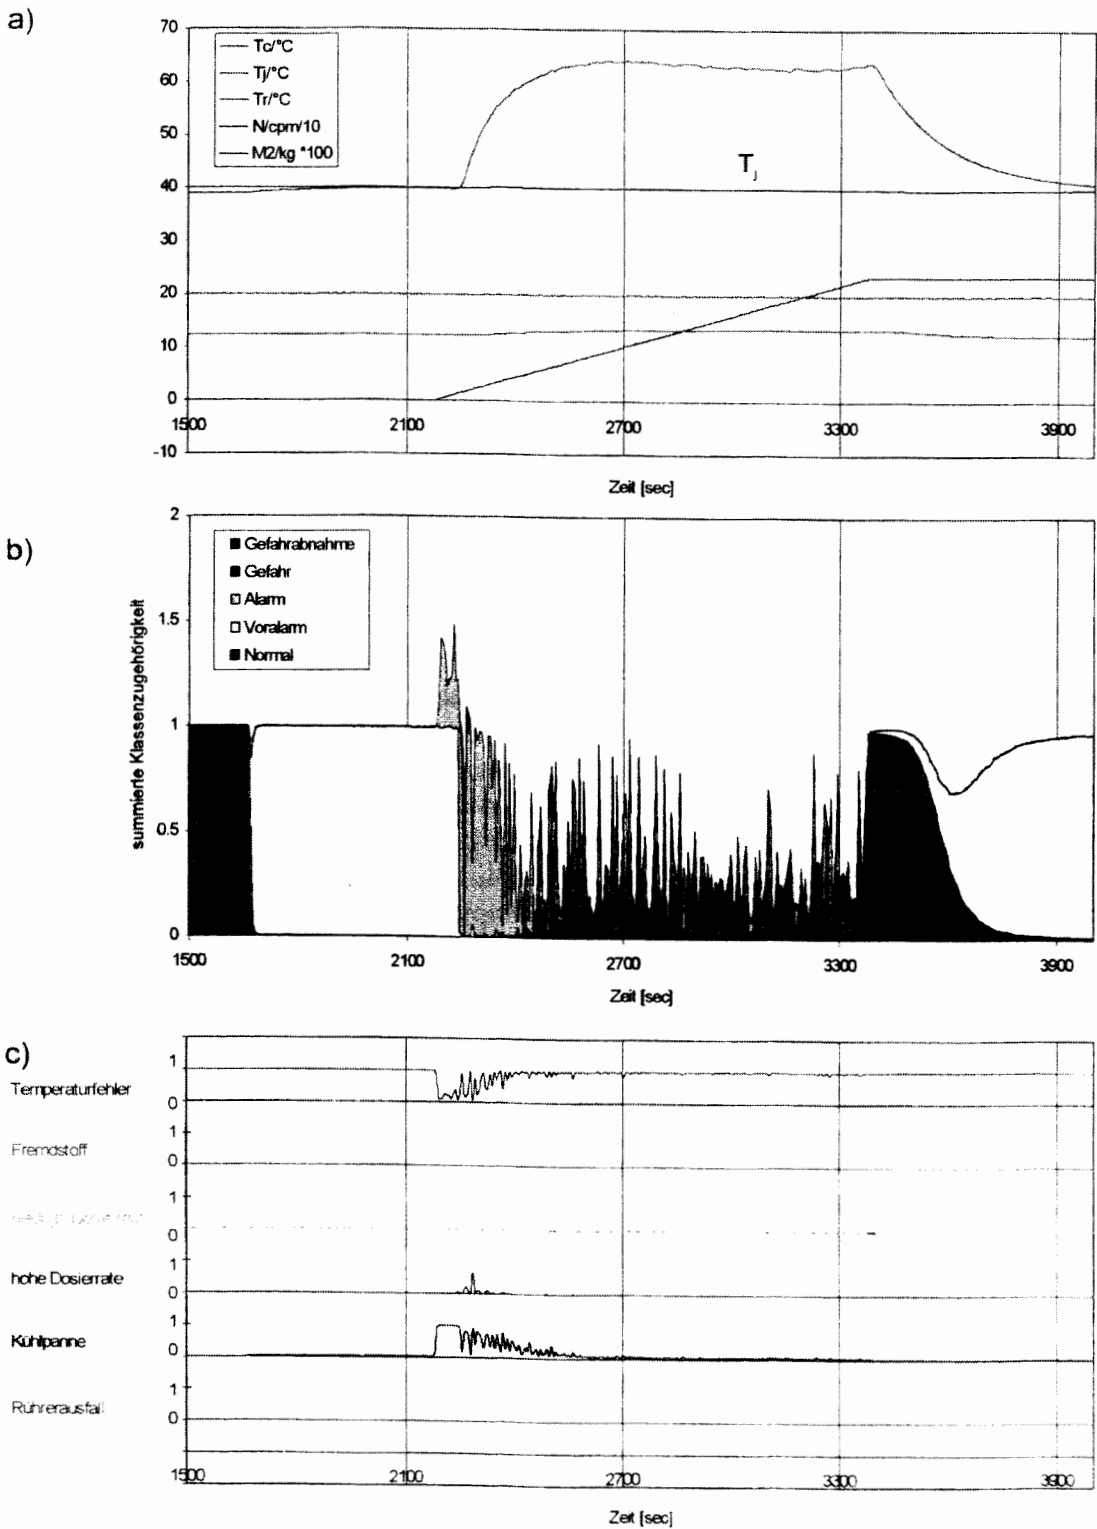 a)
70
60
50
40
30
20
10
0
-10
Tc/°C
Tj/°C
Tr/°C
N/cpm/10
M2/kg *100
Tj
1500 2100 2700 3300 3900
Zeit [sec]
b)
summierte Klassenzugehörigkeit
2
1.5
1
0.5
0
Gefahrabnahme
Gefahr
Alarm
Voralarm
Normal
1500 2100 2700 3300 3900
Zeit [sec]
c)
1
Temperaturfehler
0
1
Fremdstoff
0
1
0
1
hohe Dosierrate
0
1
Kühlpanne
0
1
Rührerausfall
0
1500 2100 2700 3300 3900
Zeit [sec]